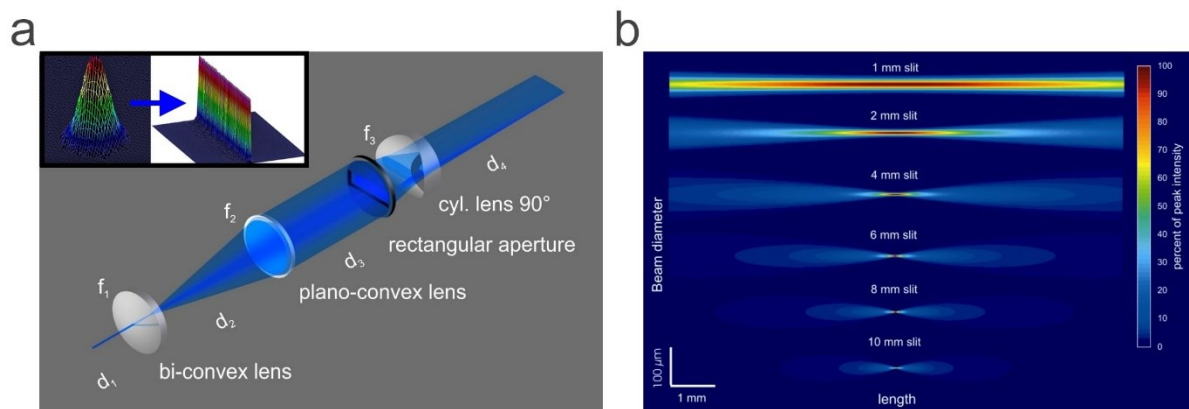 a
f₁
f₂
f₃
d₁
d₂
d₃
d₄
bi-convex lens
plano-convex lens
rectangular aperture
cyl. lens 90°
b
1 mm slit
2 mm slit
4 mm slit
6 mm slit
8 mm slit
10 mm slit
Beam diameter
100 µm
1 mm
length
100
90
80
70
60
50
40
30
20
10
0
percent of peak intensity